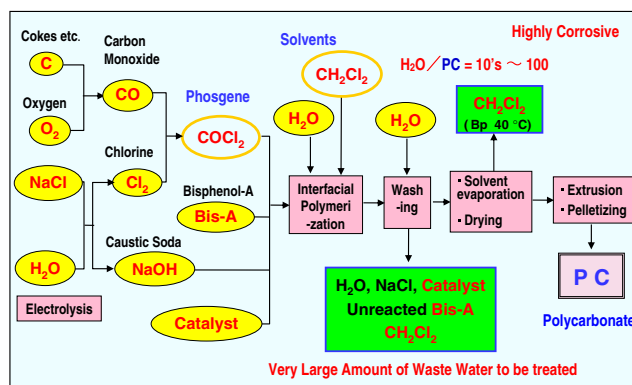 Cokes etc.
C
Carbon
Monoxide
CO
Oxygen
O₂
Phosgene
COCl₂
Solvents
CH₂Cl₂
H₂O
H₂O
Highly Corrosive
H₂O／PC = 10's ～ 100
CH₂Cl₂
(Bp 40 °C)
NaCl
Chlorine
Cl₂
Bisphenol-A
Bis-A
H₂O
Caustic Soda
NaOH
Electrolysis
Catalyst
Interfacial
Polymeri
-zation
Wash
-ing
・Solvent
evaporation
・Drying
・Extrusion
・Pelletizing
P C
Polycarbonate
H₂O, NaCl, Catalyst
Unreacted Bis-A
CH₂Cl₂
Very Large Amount of Waste Water to be treated